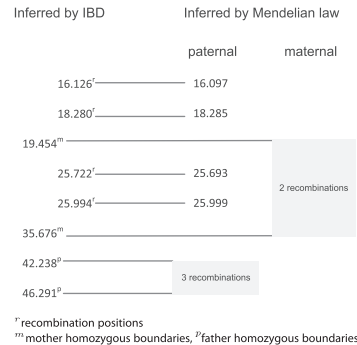 Inferred by IBD Inferred by Mendelian law
paternal maternal
16.126ʳ 16.097
18.280ʳ 18.285
19.454ᵐ
25.722ʳ 25.693
2 recombinations
25.994ʳ 25.999
35.676ᵐ
42.238ᵖ
3 recombinations
46.291ᵖ
ʳ recombination positions
ᵐ mother homozygous boundaries, ᵖfather homozygous boundaries